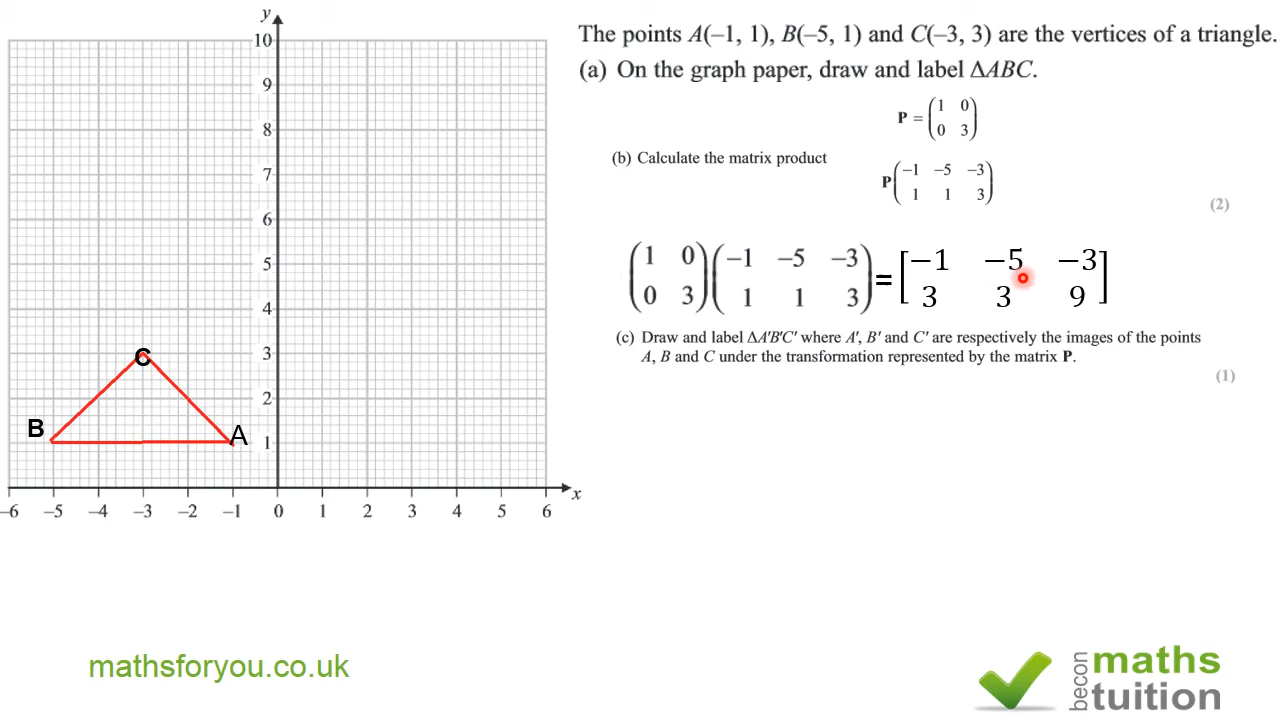 y
10
9
8
7
6
5
4
3
2
1
C
B
A
x
–6 –5 –4 –3 –2 –1 0 1 2 3 4 5 6
The points A(–1, 1), B(–5, 1) and C(–3, 3) are the vertices of a triangle.
(a) On the graph paper, draw and label ΔABC.
P = (1 0
0 3)
(b) Calculate the matrix product
P(–1 –5 –3
1 1 3)
(2)
(1 0 (–1 –5 –3 = [−1 −5 −3
0 3) 1 1 3) 3 3 9]
(c) Draw and label ΔA'B'C' where A', B' and C' are respectively the images of the points
A, B and C under the transformation represented by the matrix P.
(1)
mathsforyou.co.uk
becon
maths
tuition